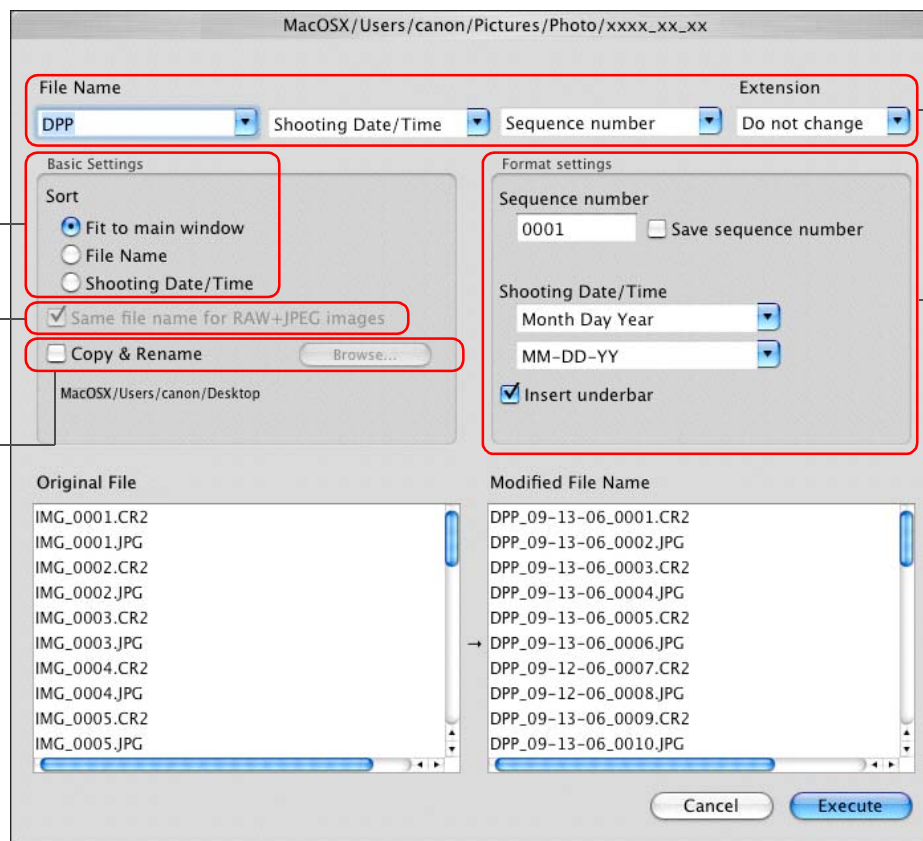 MacOSX/Users/canon/Pictures/Photo/xxxx_xx_xx
File Name
Extension
DPP
Shooting Date/Time
Sequence number
Do not change
Basic Settings
Sort
Fit to main window
File Name
Shooting Date/Time
Same file name for RAW+JPEG images
Copy & Rename
Browse...
MacOSX/Users/canon/Desktop
Format settings
Sequence number
0001
Save sequence number
Shooting Date/Time
Month Day Year
MM-DD-YY
Insert underbar
Original File
IMG_0001.CR2
IMG_0001.JPG
IMG_0002.CR2
IMG_0002.JPG
IMG_0003.CR2
IMG_0003.JPG
IMG_0004.CR2
IMG_0004.JPG
IMG_0005.CR2
IMG_0005.JPG
→
Modified File Name
DPP_09-13-06_0001.CR2
DPP_09-13-06_0002.JPG
DPP_09-13-06_0003.CR2
DPP_09-13-06_0004.JPG
DPP_09-13-06_0005.CR2
DPP_09-13-06_0006.JPG
DPP_09-12-06_0007.CR2
DPP_09-12-06_0008.JPG
DPP_09-13-06_0009.CR2
DPP_09-13-06_0010.JPG
Cancel
Execute